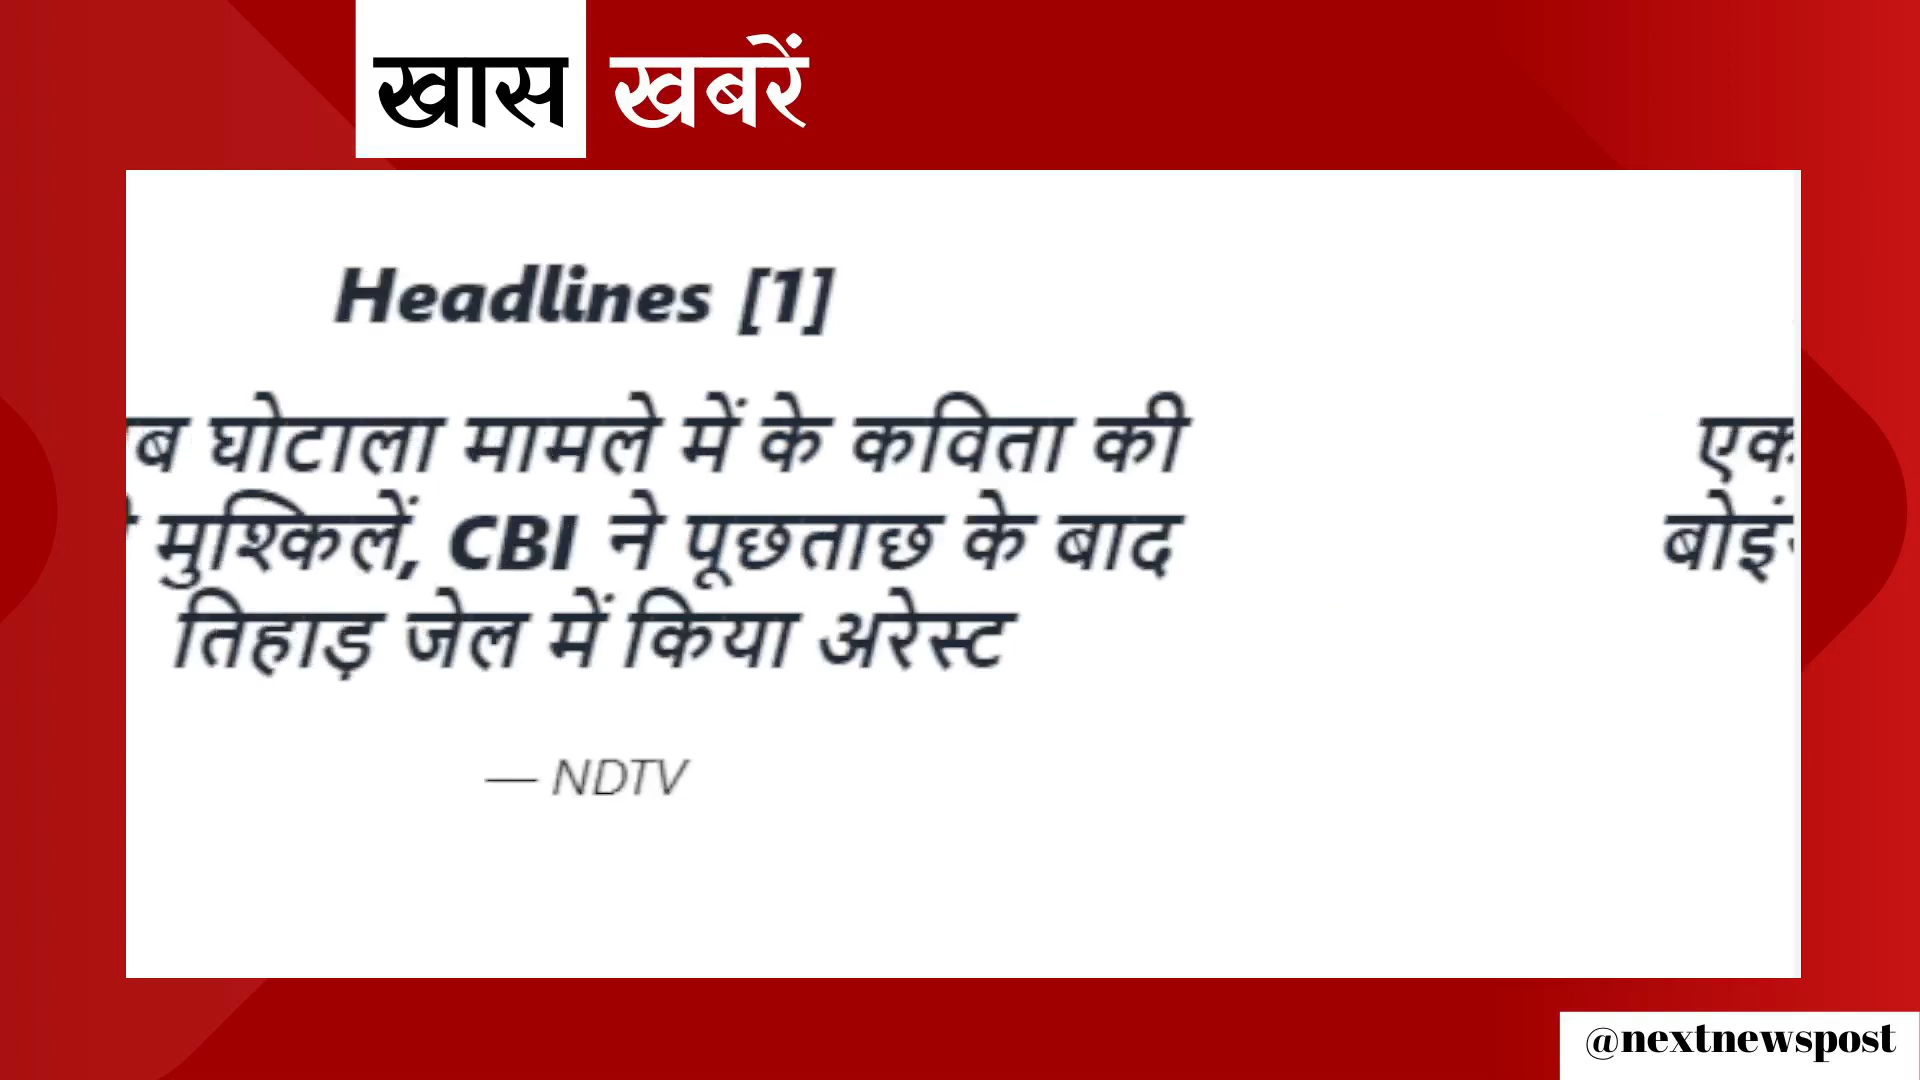 खास खबरें
Headlines [1]
घोटाला मामले में के कविता की
मुश्किलें, CBI ने पूछताछ के बाद
तिहाड़ जेल में किया अरेस्ट
— NDTV
@nextnewspost